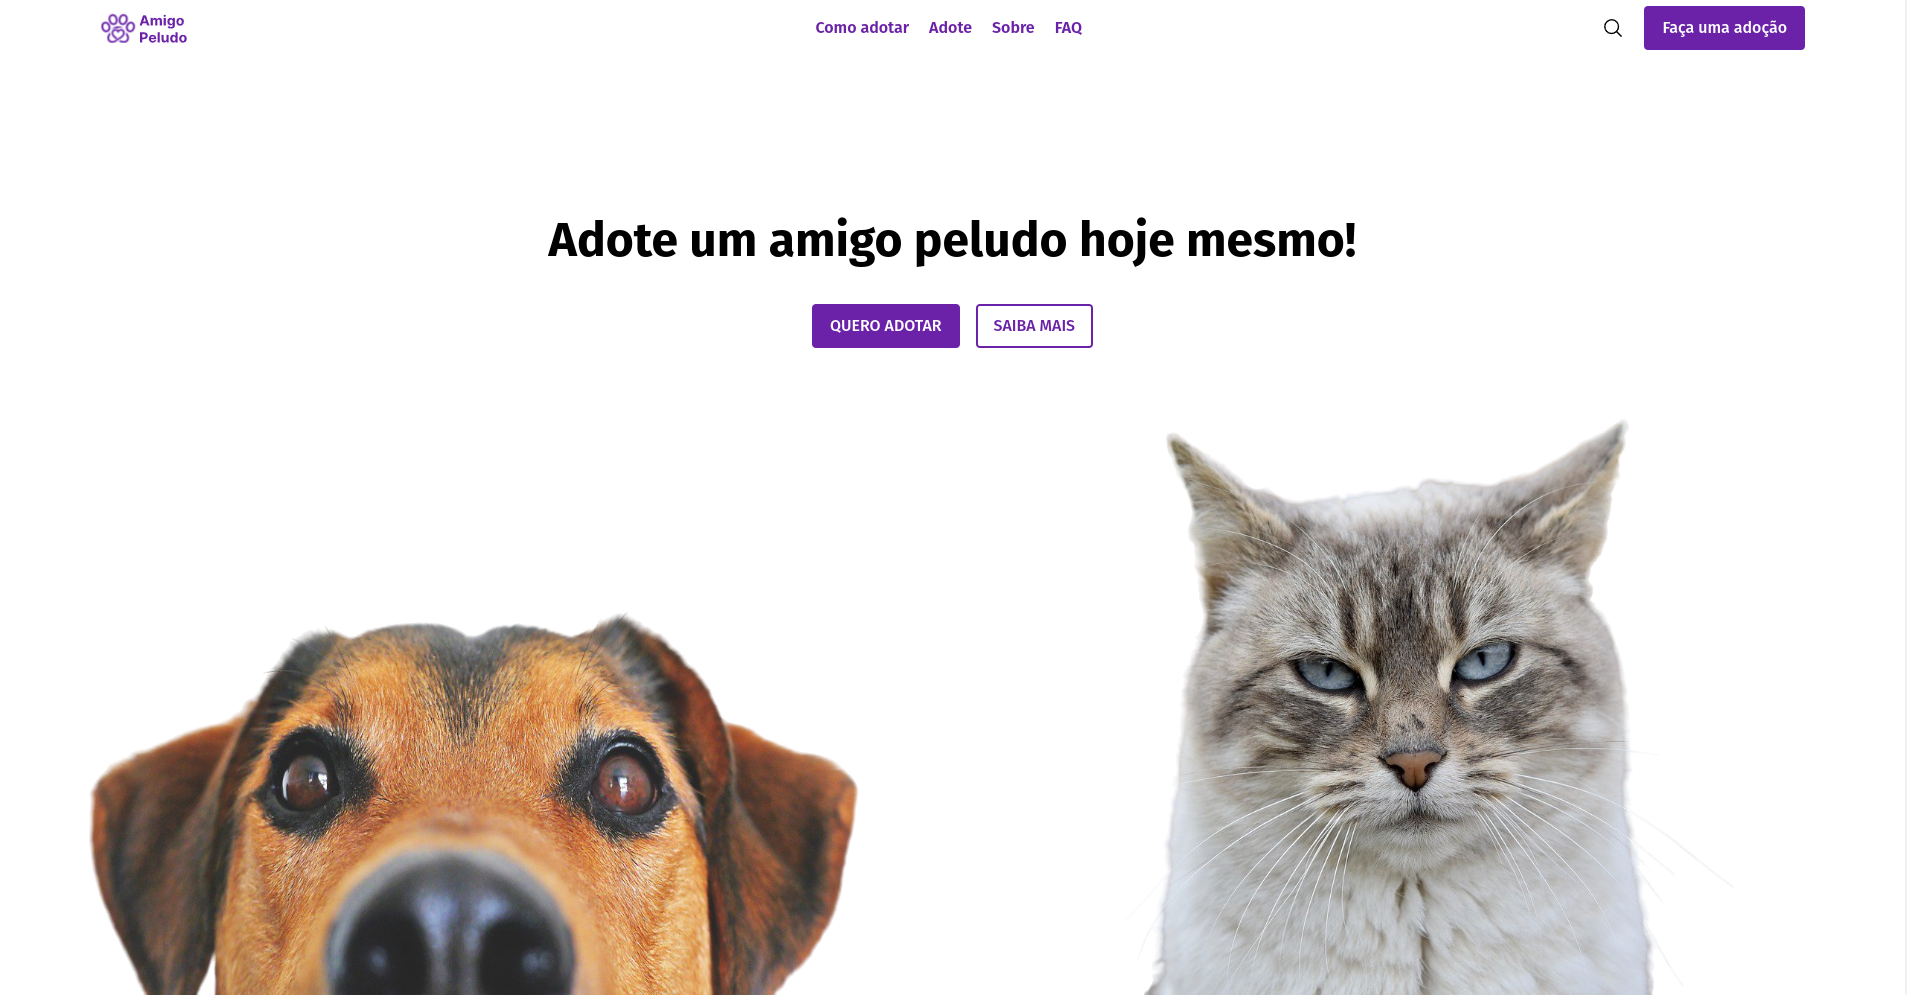 Amigo
Peludo
Como adotar Adote Sobre FAQ
Faça uma adoção
Adote um amigo peludo hoje mesmo!
QUERO ADOTAR SAIBA MAIS